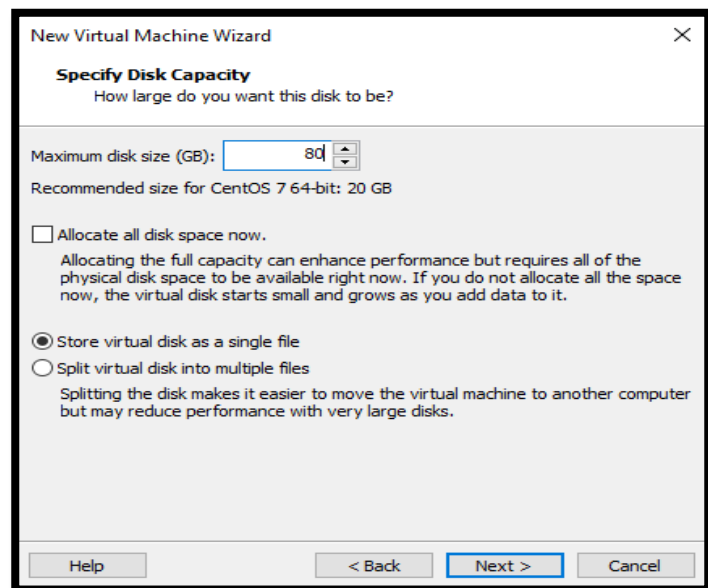 New Virtual Machine Wizard
Specify Disk Capacity
How large do you want this disk to be?
Maximum disk size (GB): 80
Recommended size for CentOS 7 64-bit: 20 GB
Allocate all disk space now.
Allocating the full capacity can enhance performance but requires all of the
physical disk space to be available right now. If you do not allocate all the space
now, the virtual disk starts small and grows as you add data to it.
Store virtual disk as a single file
Split virtual disk into multiple files
Splitting the disk makes it easier to move the virtual machine to another computer
but may reduce performance with very large disks.
Help < Back Next > Cancel